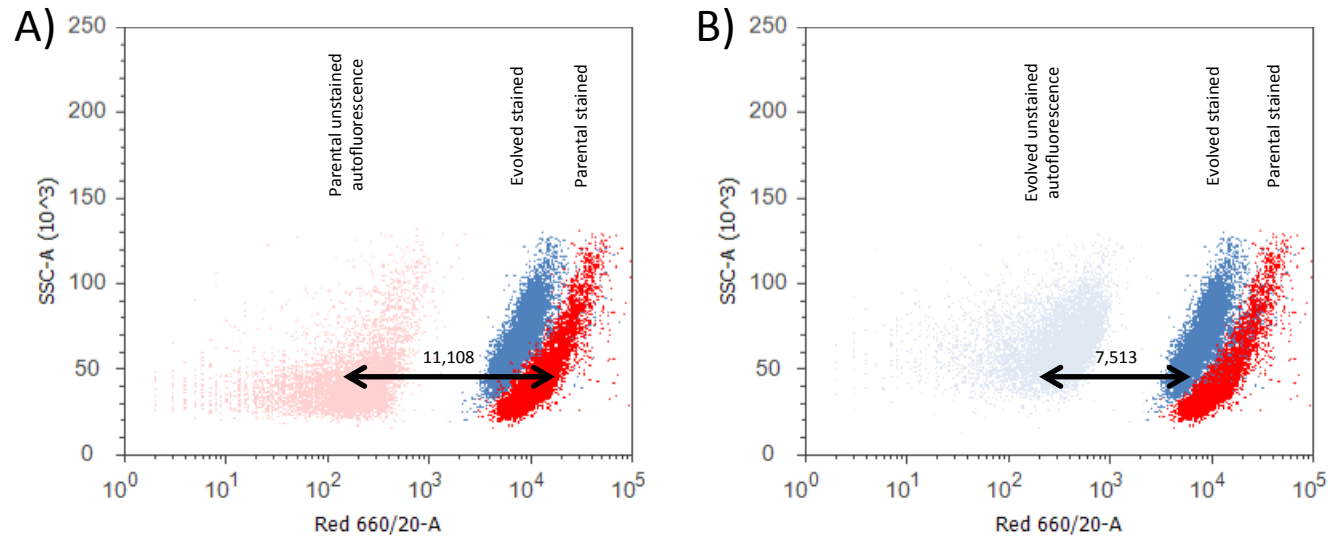 A)
250
200
150
100
50
0
SSC-A (10^3)
Parental unstained
autofluorescence
Evolved stained
Parental stained
11,108
10^0 10^1 10^2 10^3 10^4 10^5
Red 660/20-A
B)
250
200
150
100
50
0
SSC-A (10^3)
Evolved unstained
autofluorescence
Evolved stained
Parental stained
7,513
10^0 10^1 10^2 10^3 10^4 10^5
Red 660/20-A